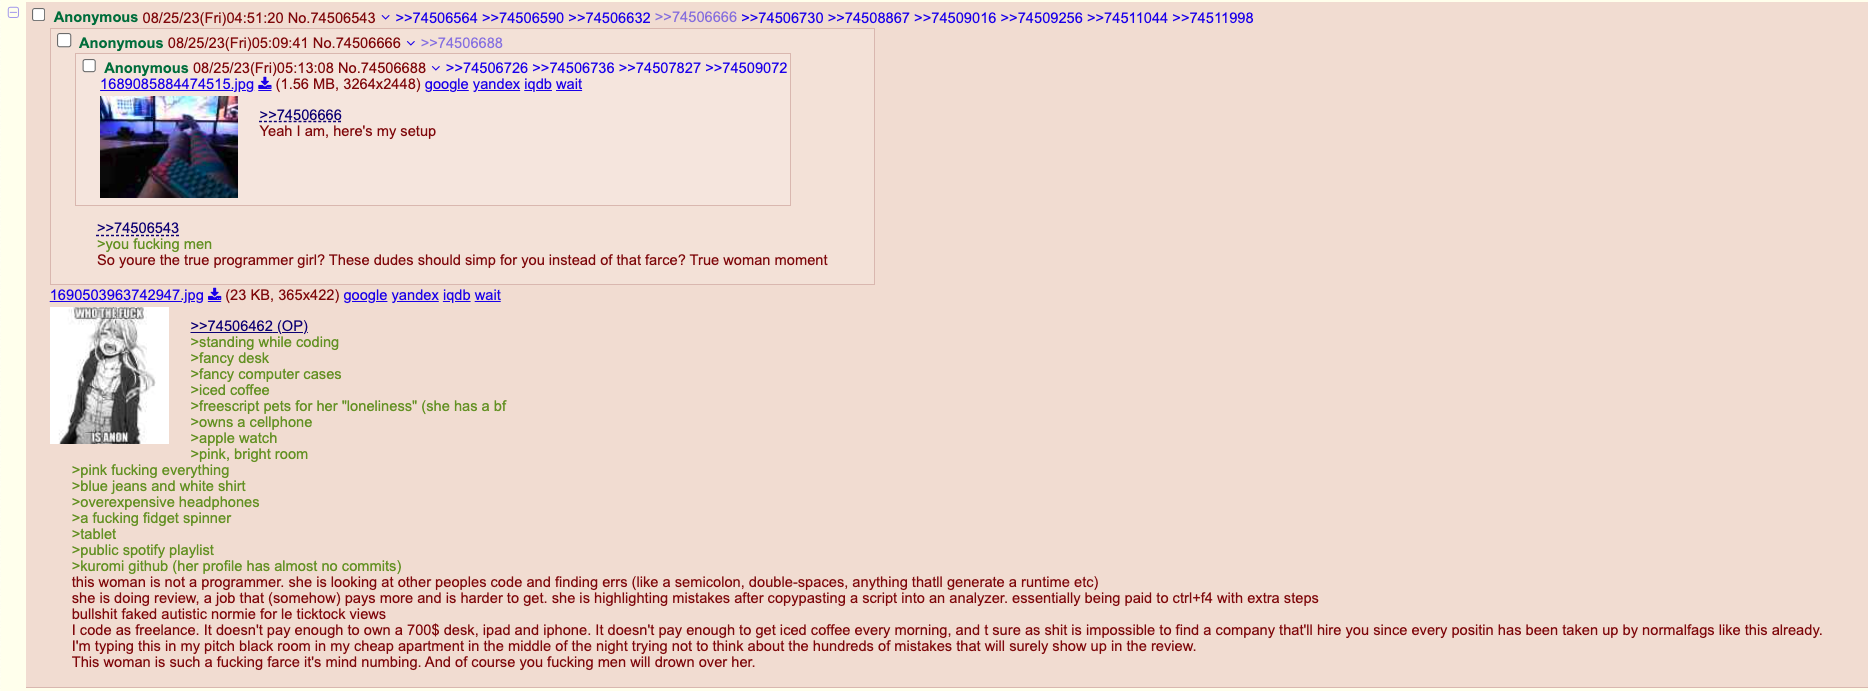 Anonymous 08/25/23(Fri)04:51:20 No.74506543 >>74506564 >>74506590 >>74506632 >>74506666 >>74506730 >>74508867 >>74509016 >>74509256 >>74511044 >>74511998
Anonymous 08/25/23(Fri)05:09:41 No.74506666 >>74506688
Anonymous 08/25/23(Fri)05:13:08 No.74506688 >>74506726 >>74506736 >>74507827 >>74509072
1689085884474515.jpg (1.56 MB, 3264x2448) google yandex iqdb wait
>>74506666
Yeah I am, here's my setup
>>74506543
>you fucking men
So youre the true programmer girl? These dudes should simp for you instead of that farce? True woman moment
1690503963742947.jpg (23 KB, 365x422) google yandex iqdb wait
WHO THE FUCK
IS ANON
>>74506462 (OP)
>standing while coding
>fancy desk
>fancy computer cases
>iced coffee
>freescript pets for her "loneliness" (she has a bf
>owns a cellphone
>apple watch
>pink, bright room
>pink fucking everything
>blue jeans and white shirt
>overexpensive headphones
>a fucking fidget spinner
>tablet
>public spotify playlist
>kuromi github (her profile has almost no commits)
this woman is not a programmer. she is looking at other peoples code and finding errs (like a semicolon, double-spaces, anything thatll generate a runtime etc)
she is doing review, a job that (somehow) pays more and is harder to get. she is highlighting mistakes after copypasting a script into an analyzer. essentially being paid to ctrl+f4 with extra steps
bullshit faked autistic normie for le ticktock views
I code as freelance. It doesn't pay enough to own a 700$ desk, ipad and iphone. It doesn't pay enough to get iced coffee every morning, and t sure as shit is impossible to find a company that'll hire you since every positin has been taken up by normalfags like this already.
I'm typing this in my pitch black room in my cheap apartment in the middle of the night trying not to think about the hundreds of mistakes that will surely show up in the review.
This woman is such a fucking farce it's mind numbing. And of course you fucking men will drown over her.